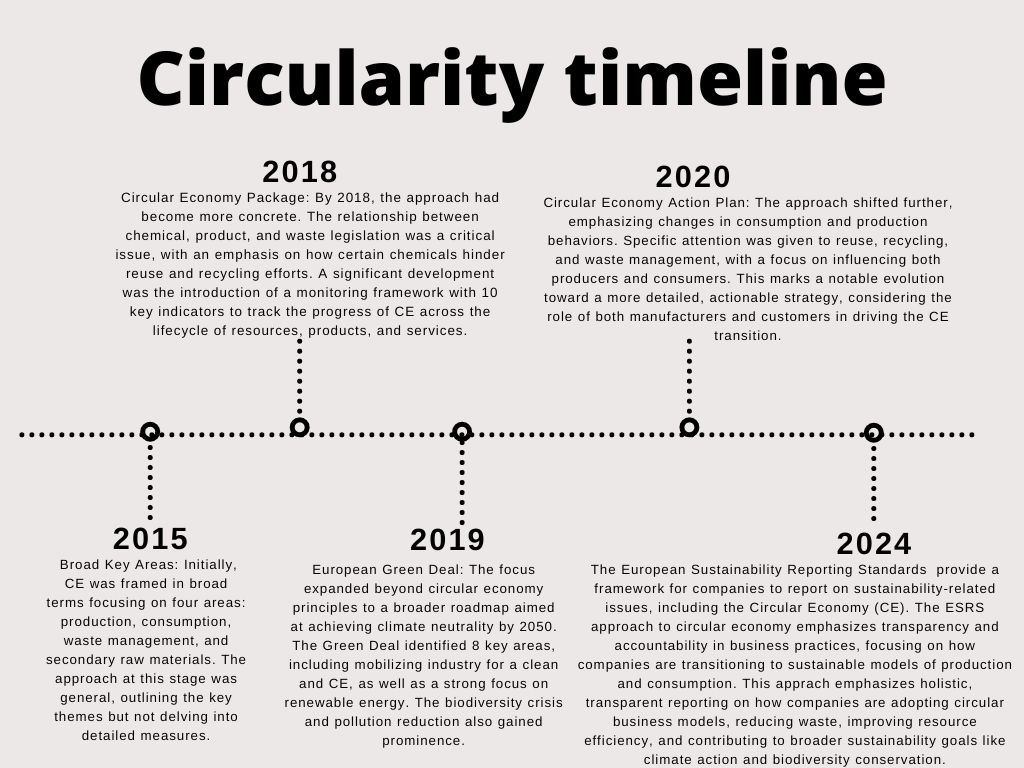 Circularity timeline
2018
Circular Economy Package: By 2018, the approach had
become more concrete. The relationship between
chemical, product, and waste legislation was a critical
issue, with an emphasis on how certain chemicals hinder
reuse and recycling efforts. A significant development
was the introduction of a monitoring framework with 10
key indicators to track the progress of CE across the
lifecycle of resources, products, and services.
2020
Circular Economy Action Plan: The approach shifted further,
emphasizing changes in consumption and production
behaviors. Specific attention was given to reuse, recycling,
and waste management, with a focus on influencing both
producers and consumers. This marks a notable evolution
toward a more detailed, actionable strategy, considering the
role of both manufacturers and customers in driving the CE
transition.
2015
Broad Key Areas: Initially,
CE was framed in broad
terms focusing on four areas:
production, consumption,
waste management, and
secondary raw materials. The
approach at this stage was
general, outlining the key
themes but not delving into
detailed measures.
2019
European Green Deal: The focus
expanded beyond circular economy
principles to a broader roadmap aimed
at achieving climate neutrality by 2050.
The Green Deal identified 8 key areas,
including mobilizing industry for a clean
and CE, as well as a strong focus on
renewable energy. The biodiversity crisis
and pollution reduction also gained
prominence.
2024
The European Sustainability Reporting Standards  provide a
framework for companies to report on sustainability-related
issues, including the Circular Economy (CE). The ESRS
approach to circular economy emphasizes transparency and
accountability in business practices, focusing on how
companies are transitioning to sustainable models of production
and consumption. This apprach emphasizes holistic,
transparent reporting on how companies are adopting circular
business models, reducing waste, improving resource
efficiency, and contributing to broader sustainability goals like
climate action and biodiversity conservation.